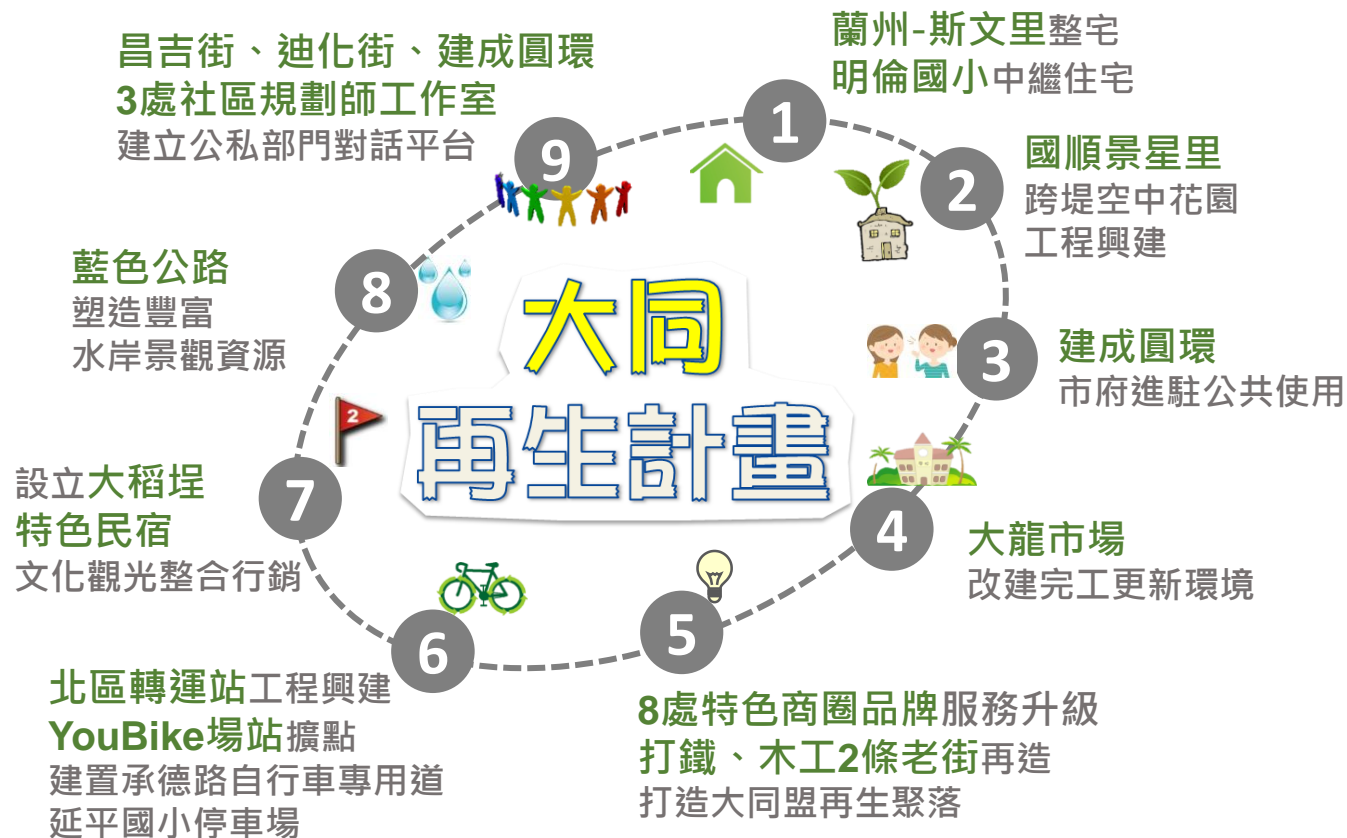 大同
再生計畫
1
蘭州-斯文里整宅
明倫國小中繼住宅
2
國順景星里
跨堤空中花園
工程興建
3
建成圓環
市府進駐公共使用
4
大龍市場
改建完工更新環境
5
8處特色商圈品牌服務升級
打鐵、木工2條老街再造
打造大同盟再生聚落
6
北區轉運站工程興建
YouBike場站擴點
建置承德路自行車專用道
延平國小停車場
7
設立大稻埕
特色民宿
文化觀光整合行銷
2
8
藍色公路
塑造豐富
水岸景觀資源
9
昌吉街、迪化街、建成圓環
3處社區規劃師工作室
建立公私部門對話平台